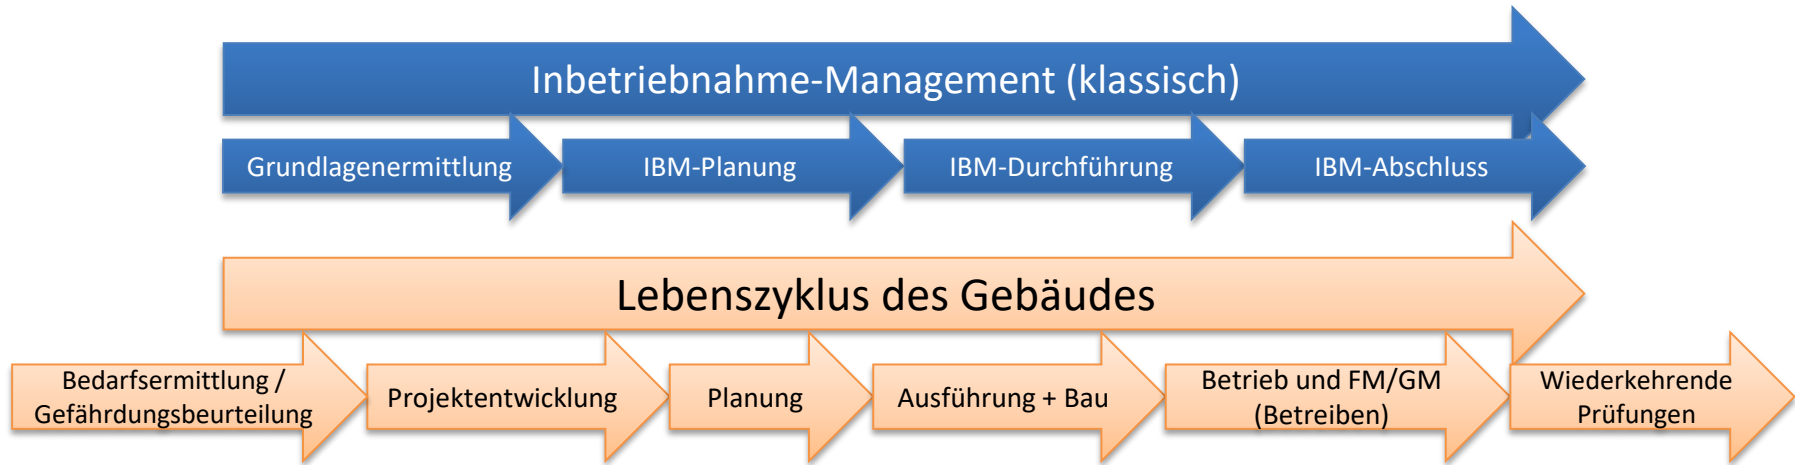 Inbetriebnahme-Management (klassisch)
Grundlagenermittlung
IBM-Planung
IBM-Durchführung
IBM-Abschluss
Lebenszyklus des Gebäudes
Bedarfsermittlung /
Gefährdungsbeurteilung
Projektentwicklung
Planung
Ausführung + Bau
Betrieb und FM/GM
(Betreiben)
Wiederkehrende
Prüfungen